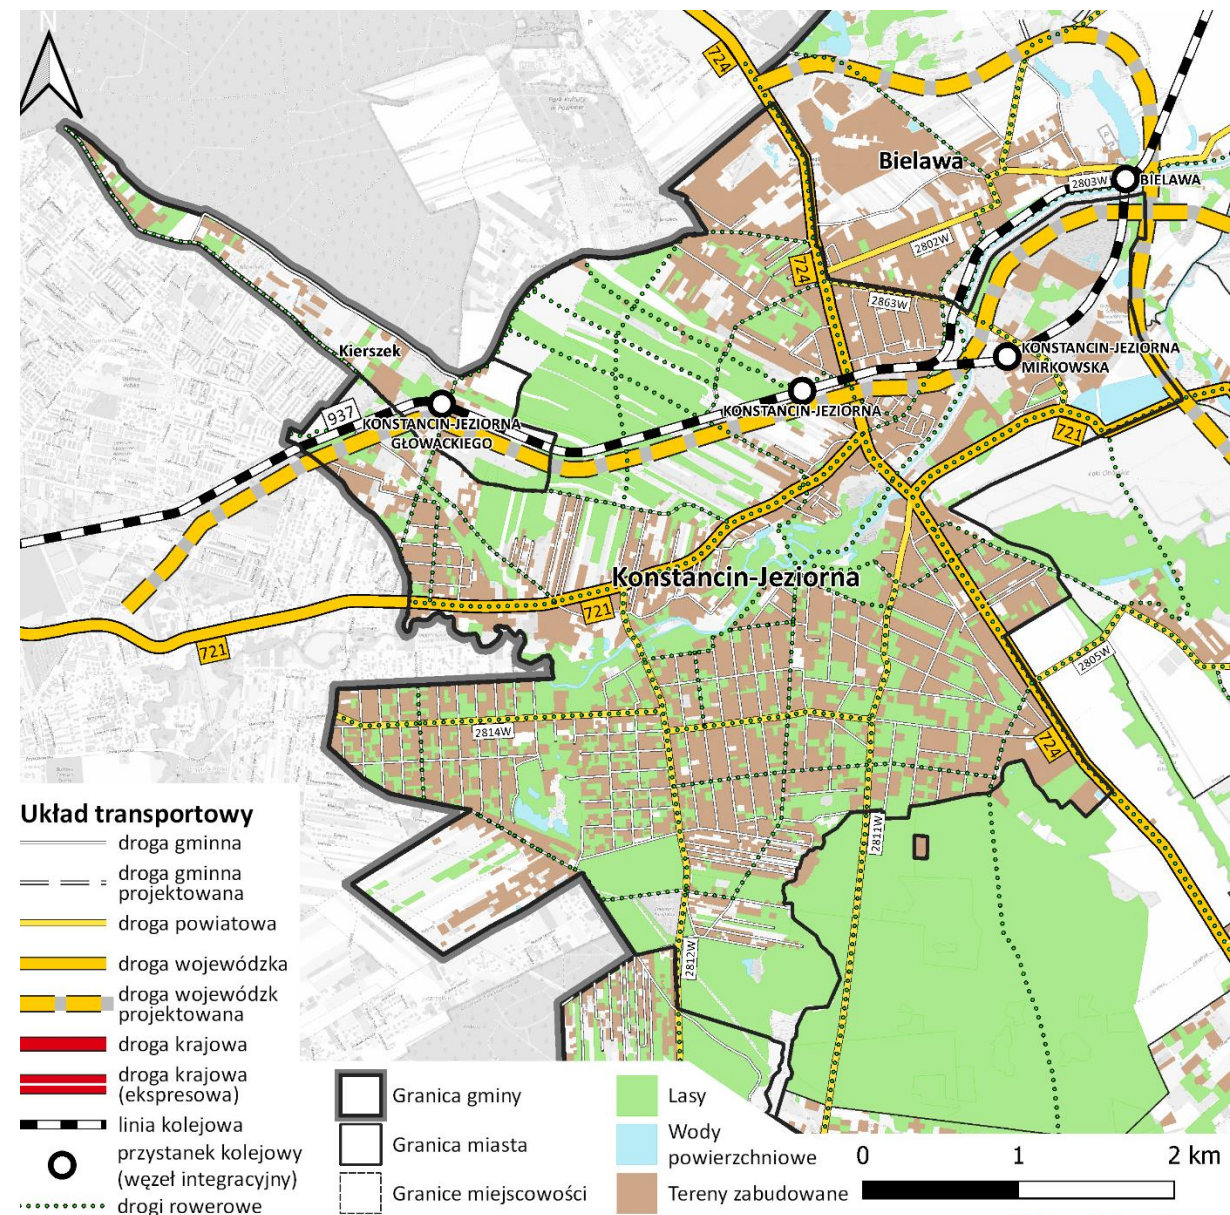 N
724
Bielawa
2803W
BIELAWA
2802W
724
2863W
Kierszek
KONSTANCIN-JEZIORNA
MIRKOWSKA
937
KONSTANCIN-JEZIORNA
GŁOWACKIEGO
KONSTANCIN-JEZIORNA
721
Konstancin-Jeziorna
721
721
2805W
2814W
724
2811W
2812W
Układ transportowy
droga gminna
droga gminna
projektowana
droga powiatowa
droga wojewódzka
droga wojewódzk
projektowana
droga krajowa
droga krajowa
(ekspresowa)
linia kolejowa
przystanek kolejowy
(węzeł integracyjny)
drogi rowerowe
Granica gminy
Granica miasta
Granice miejscowości
Lasy
Wody
powierzchniowe
Tereny zabudowane
0 1 2 km